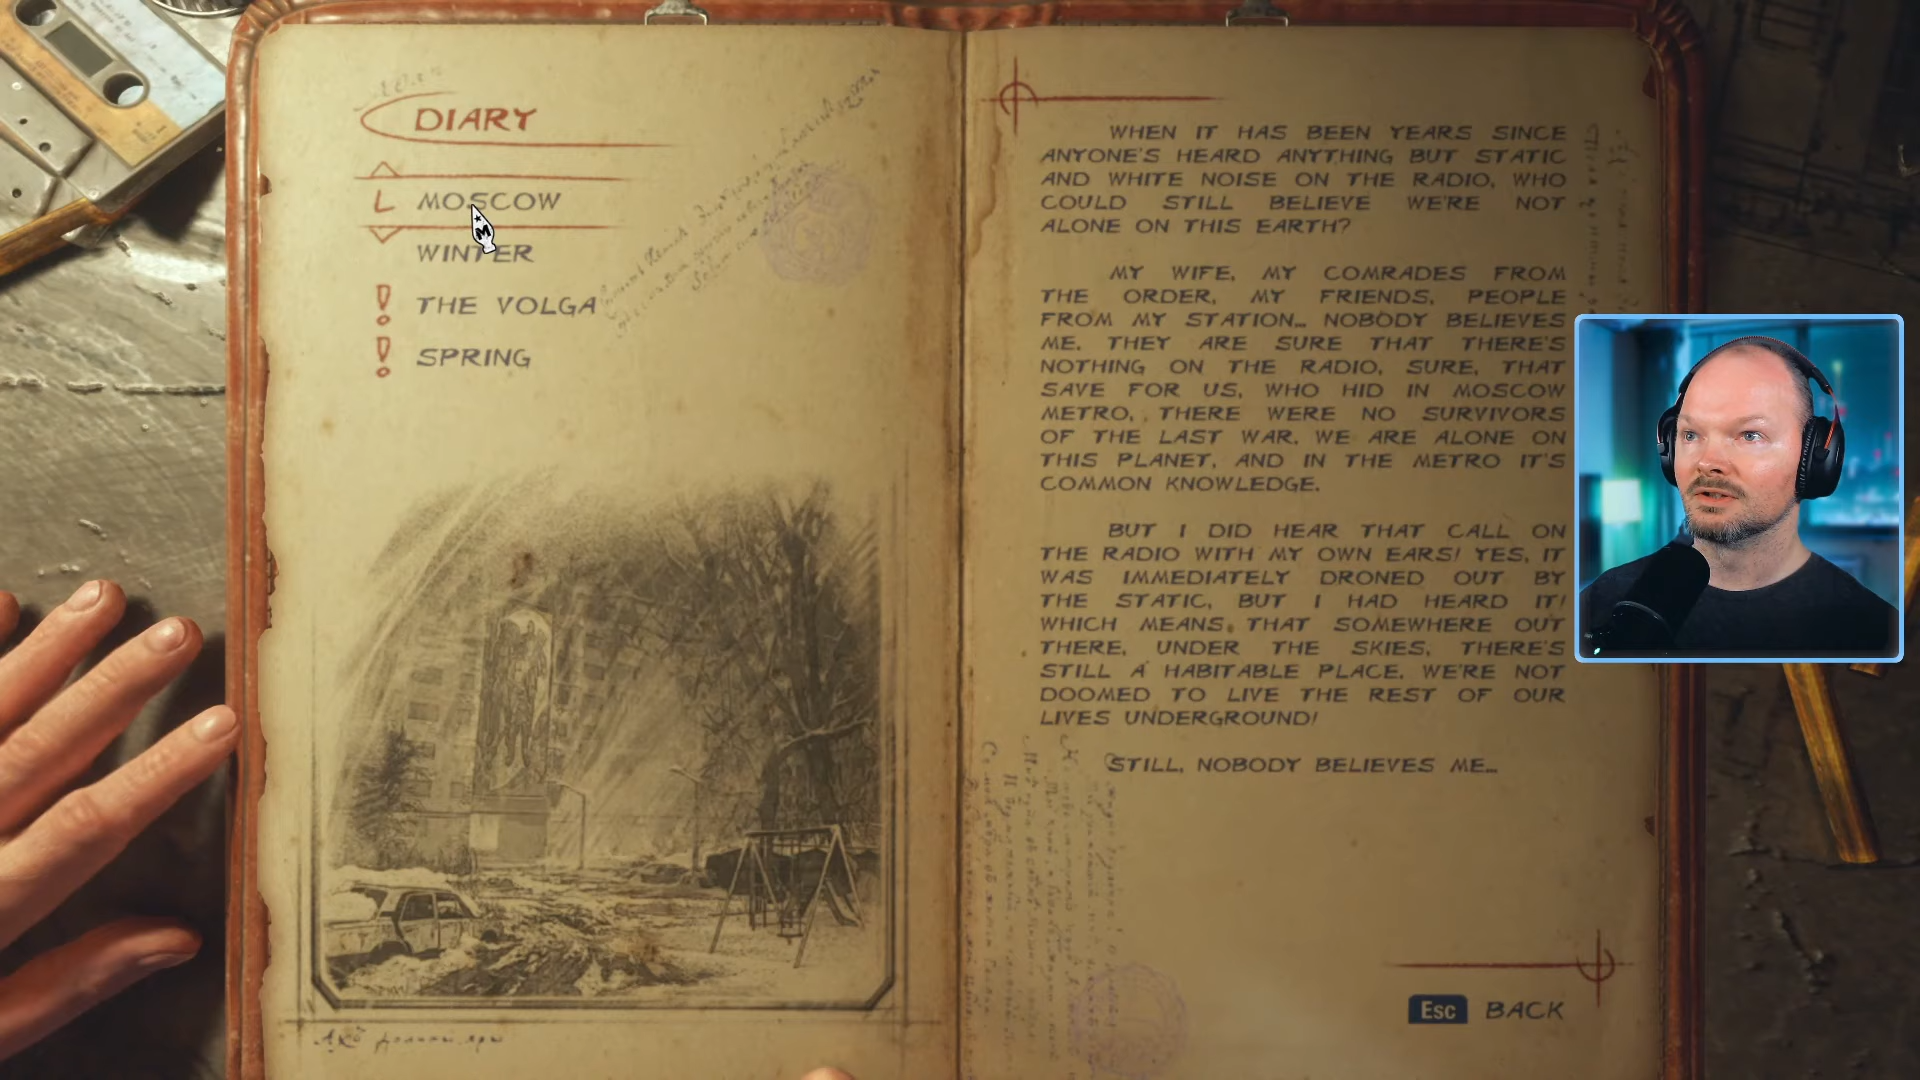 DIARY
MOSCOW
WINTER
THE VOLGA
SPRING
WHEN IT HAS BEEN YEARS SINCE
ANYONE'S HEARD ANYTHING BUT STATIC
AND WHITE NOISE ON THE RADIO, WHO
COULD STILL BELIEVE WE'RE NOT
ALONE ON THIS EARTH?
MY WIFE, MY COMRADES FROM
THE ORDER, MY FRIENDS, PEOPLE
FROM MY STATION... NOBODY BELIEVES
ME. THEY ARE SURE THAT THERE'S
NOTHING ON THE RADIO, SURE, THAT
SAVE FOR US, WHO HID IN MOSCOW
METRO, THERE WERE NO SURVIVORS
OF THE LAST WAR. WE ARE ALONE ON
THIS PLANET, AND IN THE METRO IT'S
COMMON KNOWLEDGE.
BUT I DID HEAR THAT CALL ON
THE RADIO WITH MY OWN EARS! YES, IT
WAS IMMEDIATELY DRONED OUT BY
THE STATIC, BUT I HAD HEARD IT!
WHICH MEANS THAT SOMEWHERE OUT
THERE, UNDER THE SKIES, THERE'S
STILL A HABITABLE PLACE. WE'RE NOT
DOOMED TO LIVE THE REST OF OUR
LIVES UNDERGROUND!
STILL, NOBODY BELIEVES ME...
Esc BACK